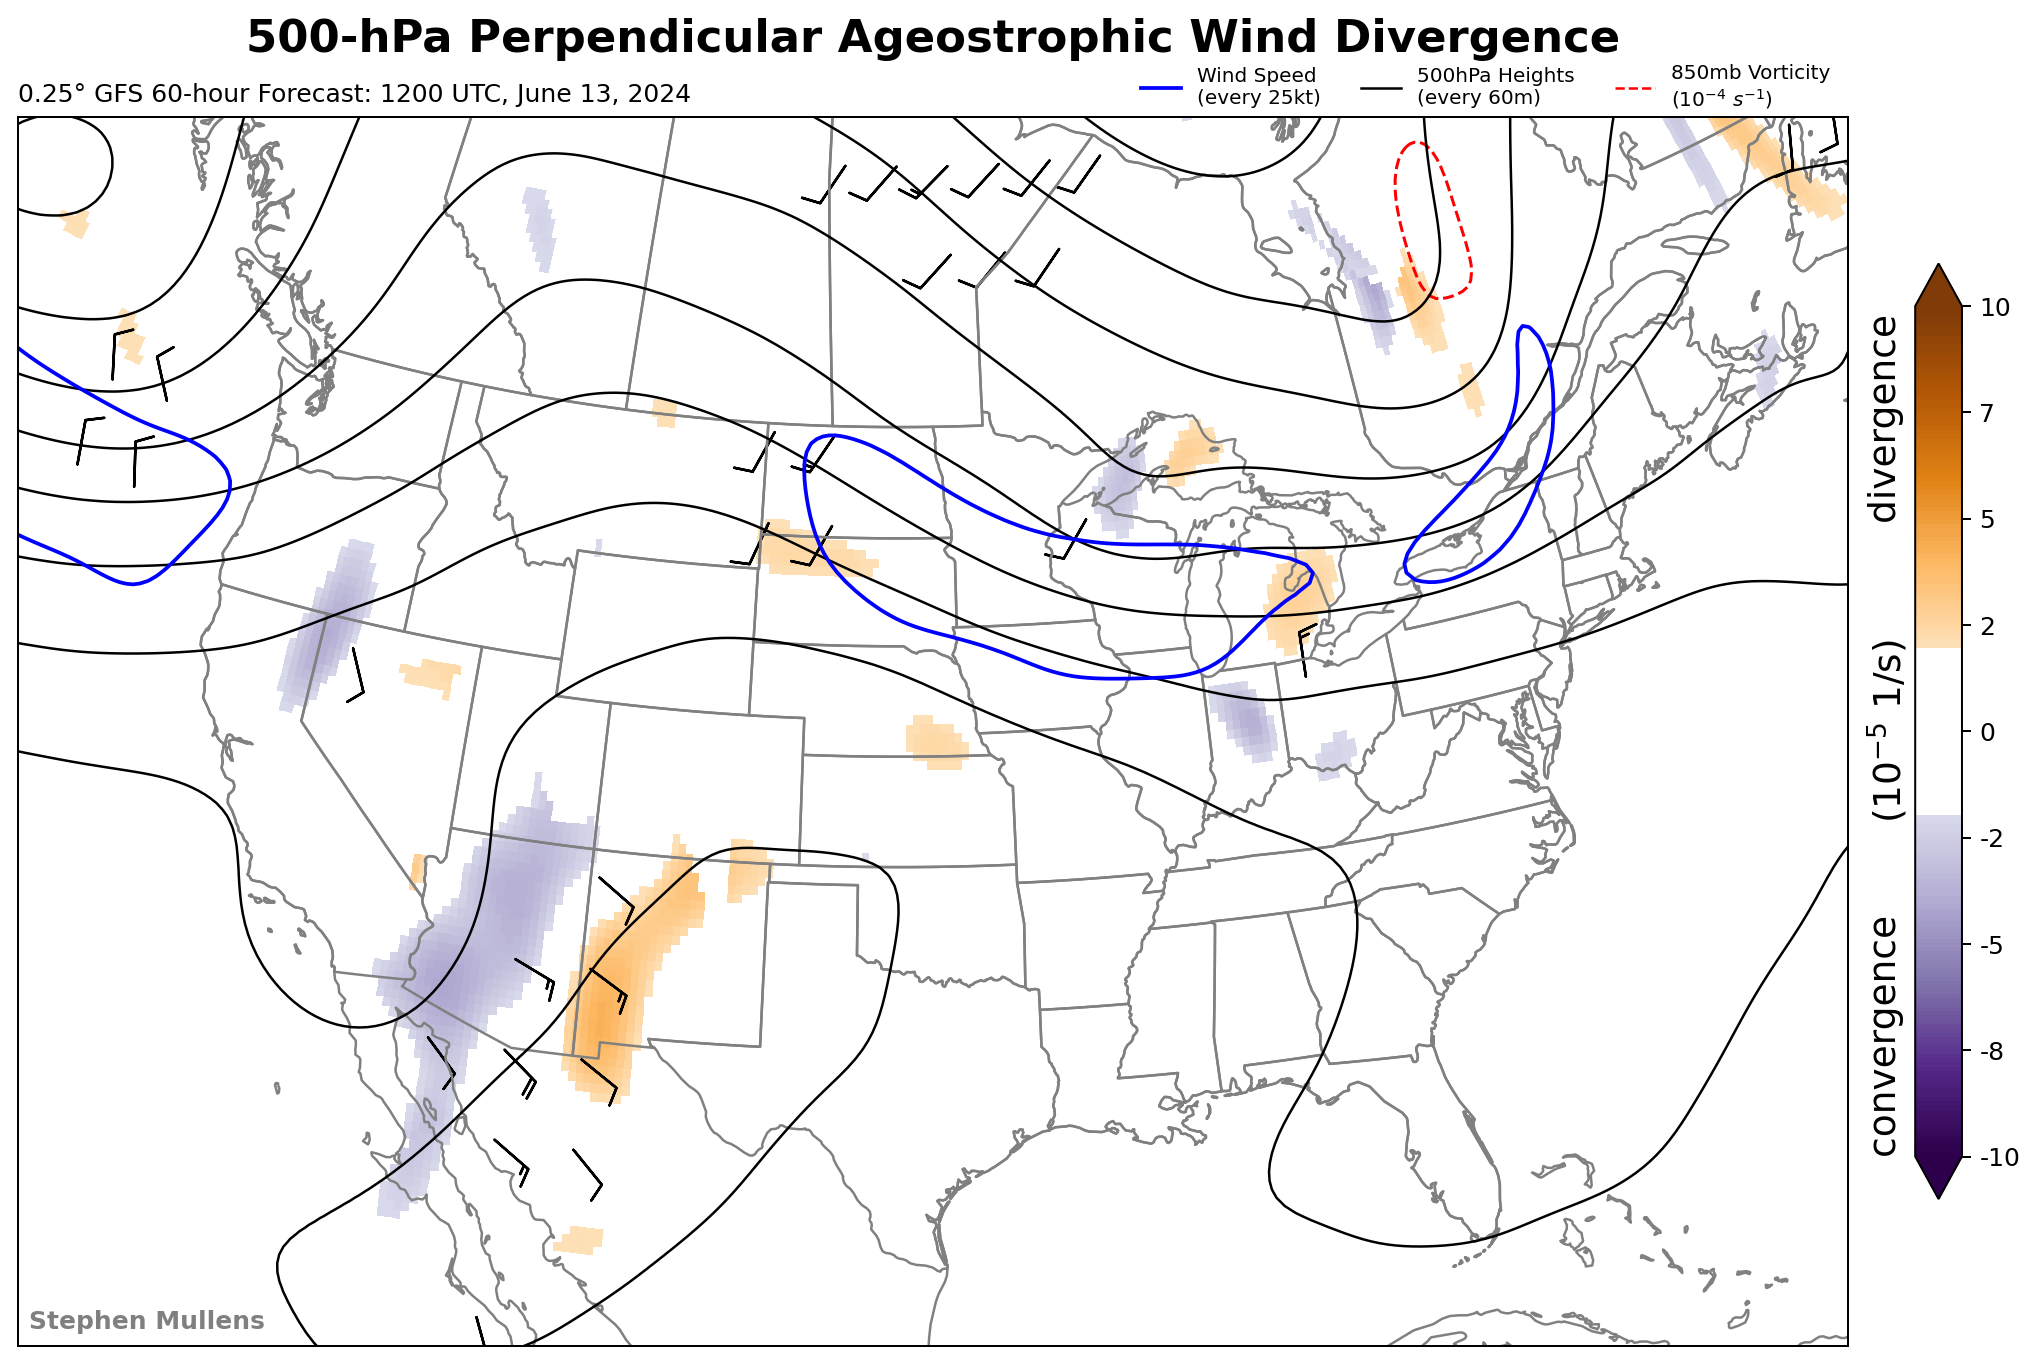 500-hPa Perpendicular Ageostrophic Wind Divergence
0.25° GFS 60-hour Forecast: 1200 UTC, June 13, 2024
Wind Speed
(every 25kt)
500hPa Heights
(every 60m)
850mb Vorticity
(10⁻⁴ s⁻¹)
10
7
5
2
0
-2
-5
-8
-10
convergence (10⁻⁵ 1/s) divergence
Stephen Mullens